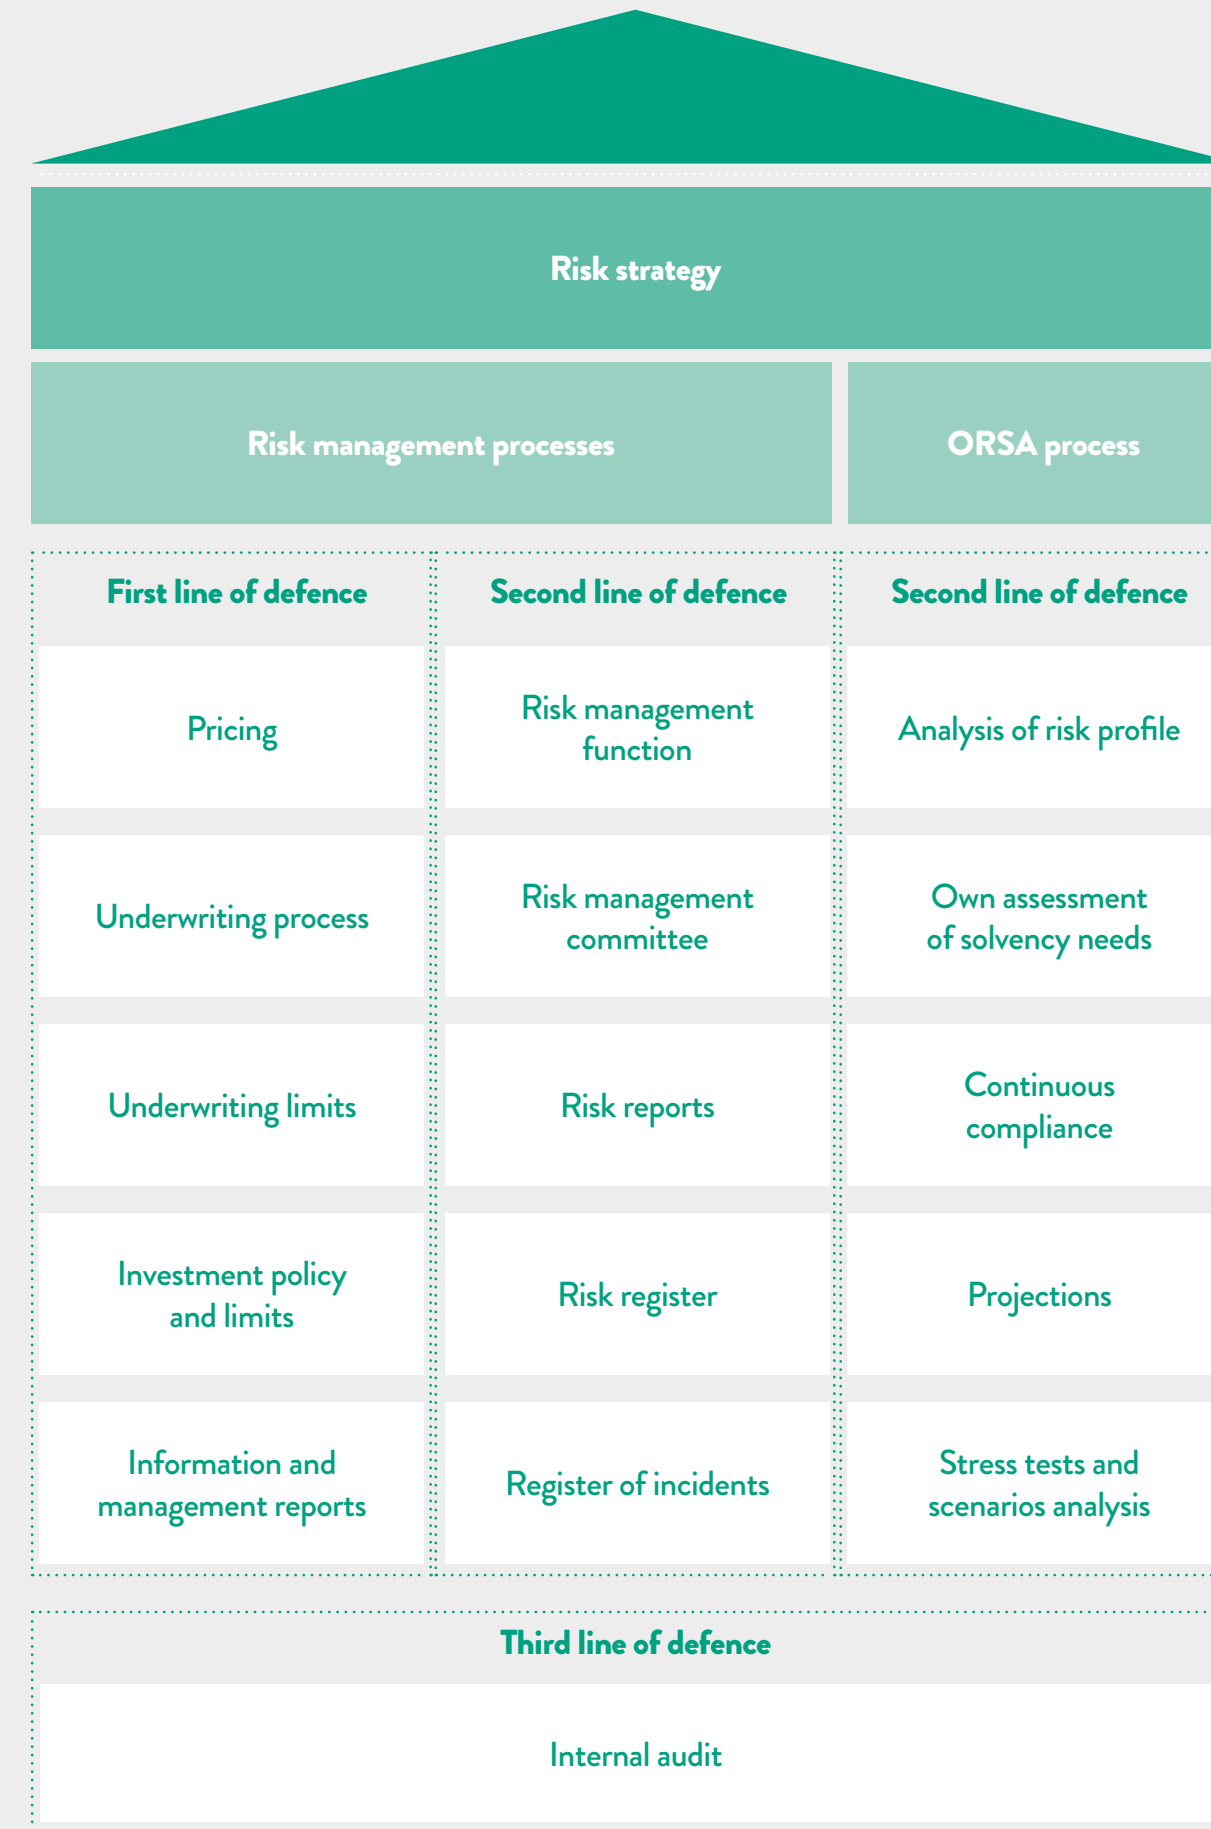 Risk strategy
Risk management processes
ORSA process
First line of defence
Second line of defence
Second line of defence
Pricing
Risk management
function
Analysis of risk profile
Underwriting process
Risk management
committee
Own assessment
of solvency needs
Underwriting limits
Risk reports
Continuous
compliance
Investment policy
and limits
Risk register
Projections
Information and
management reports
Register of incidents
Stress tests and
scenarios analysis
Third line of defence
Internal audit